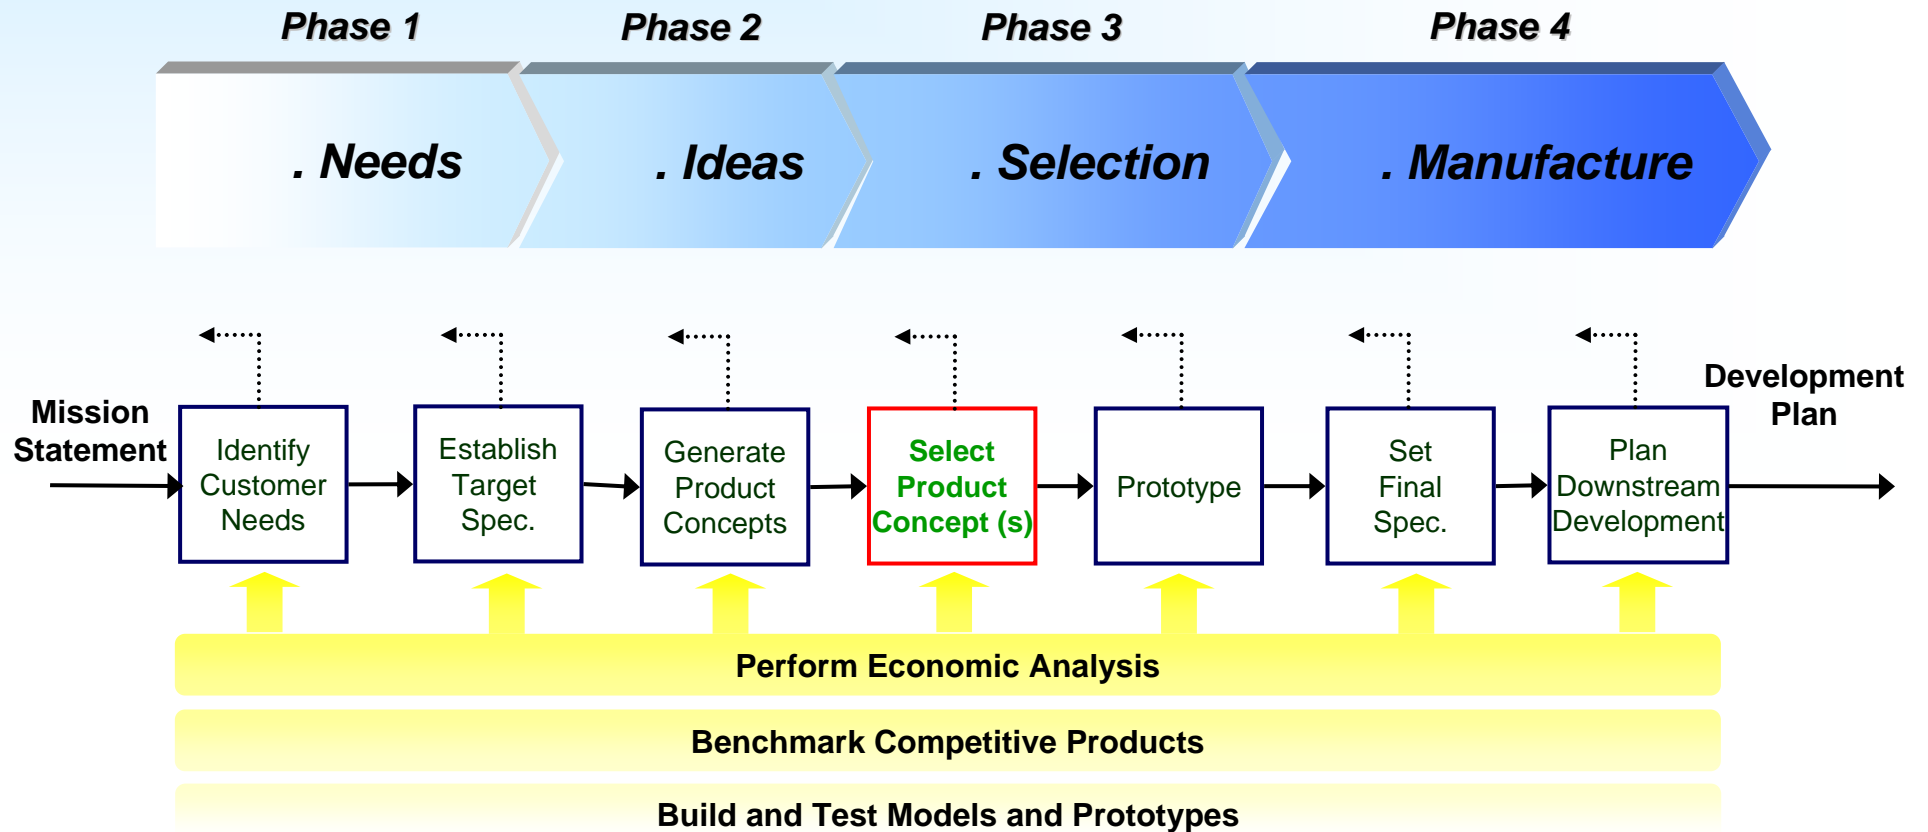 Phase 1
Phase 2
Phase 3
Phase 4
. Needs
. Ideas
. Selection
. Manufacture
Mission
Statement
Identify
Customer
Needs
Establish
Target
Spec.
Generate
Product
Concepts
Select
Product
Concept (s)
Prototype
Set
Final
Spec.
Plan
Downstream
Development
Development
Plan
Perform Economic Analysis
Benchmark Competitive Products
Build and Test Models and Prototypes